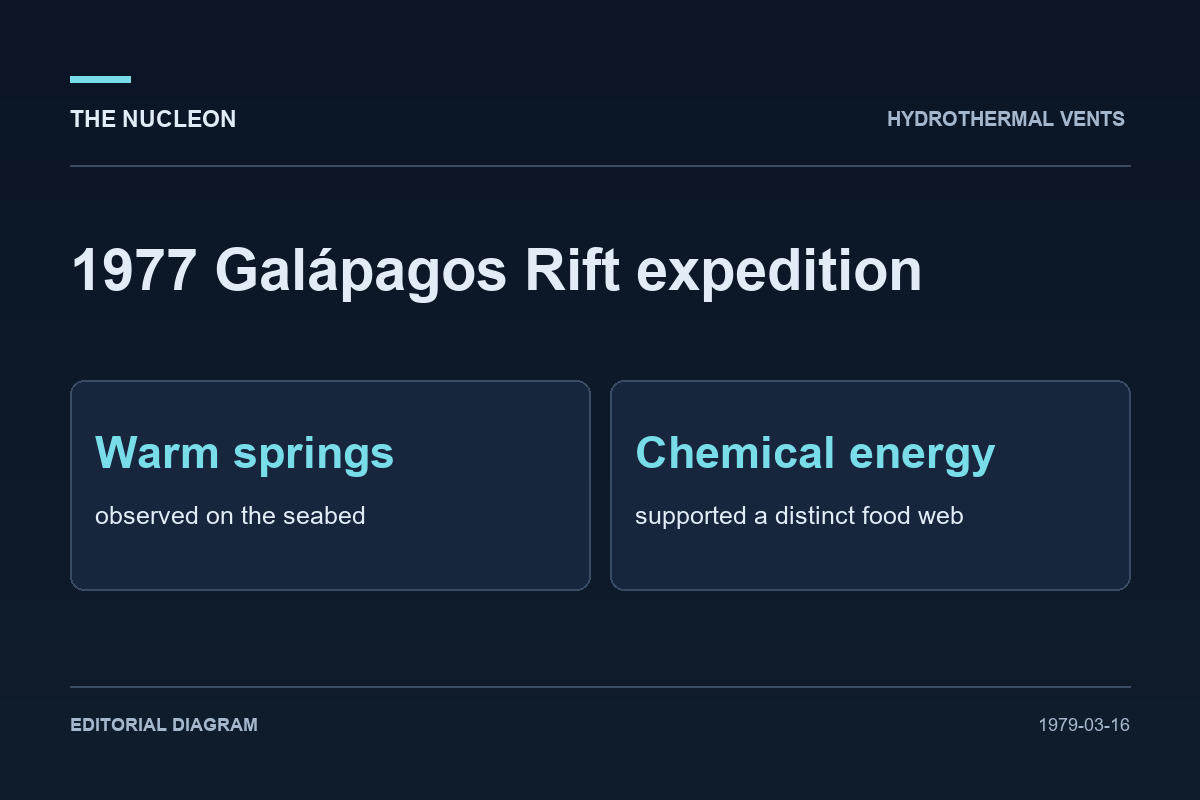 THE NUCLEON
HYDROTHERMAL VENTS
1977 Galápagos Rift expedition
Warm springs
observed on the seabed
Chemical energy
supported a distinct food web
EDITORIAL DIAGRAM
1979-03-16